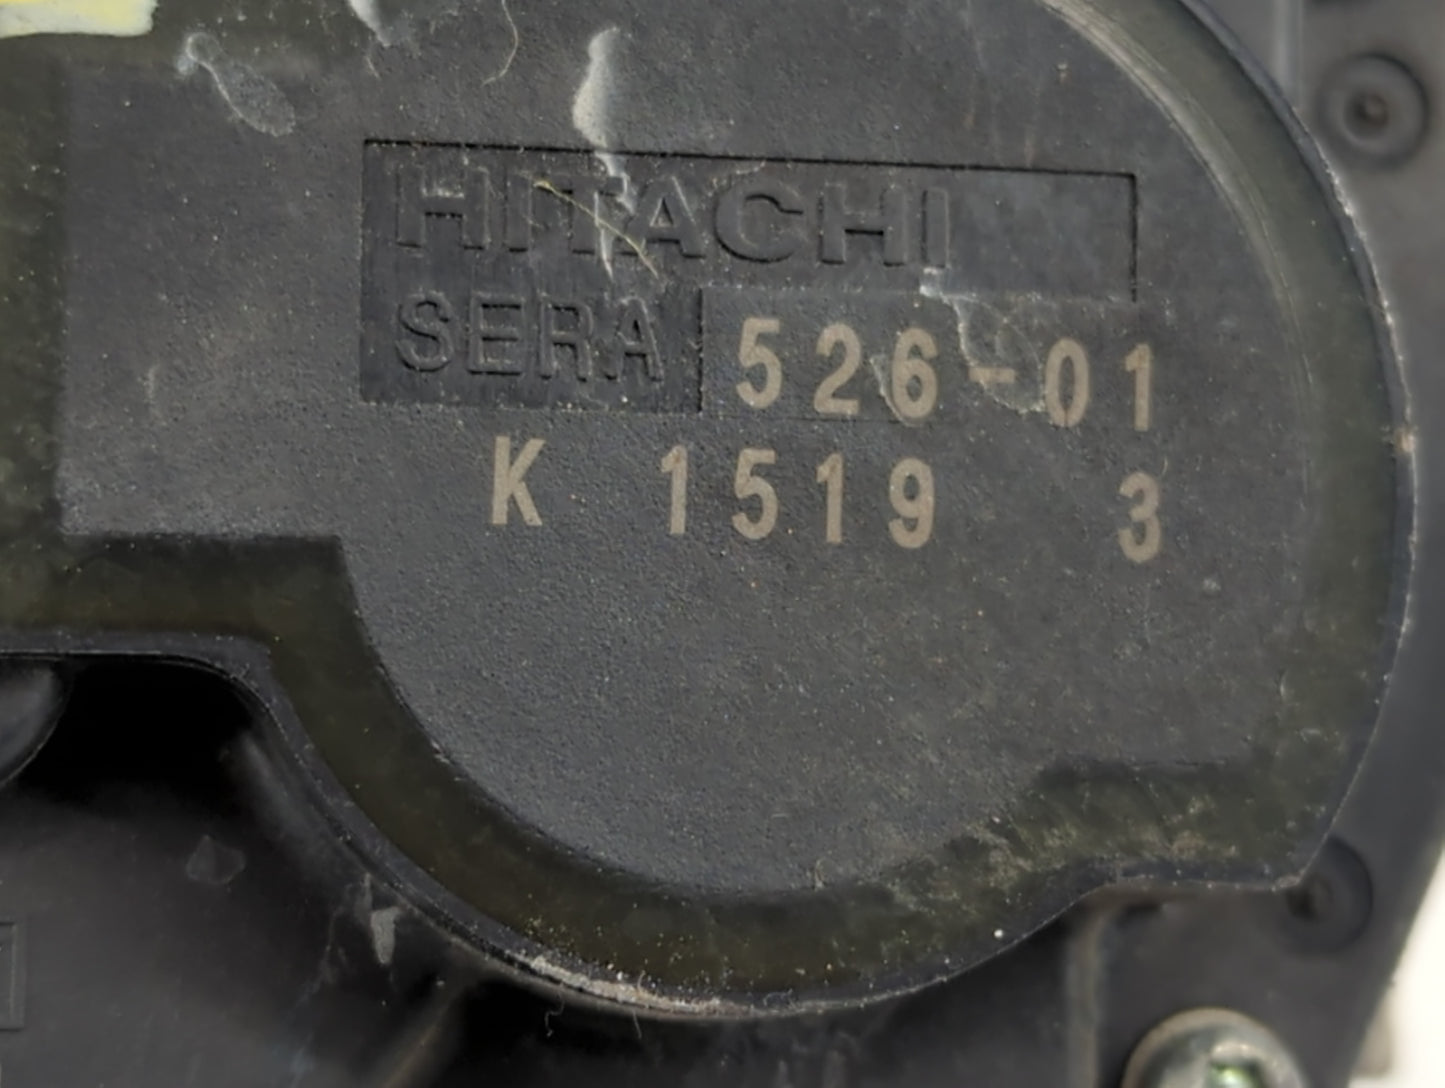 HITACHI
SERA 526-01
K 1519 3